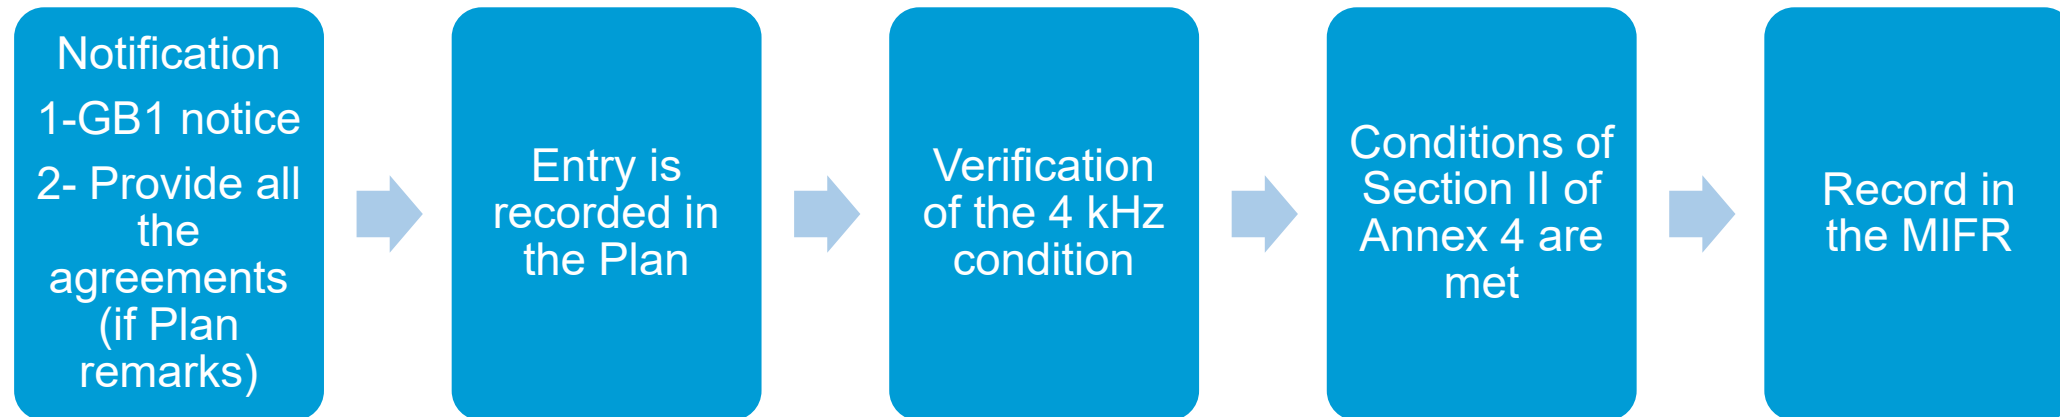 Notification
1-GB1 notice
2- Provide all
the
agreements
(if Plan
remarks)
Entry is
recorded in
the Plan
Verification
of the 4 kHz
condition
Conditions of
Section II of
Annex 4 are
met
Record in
the MIFR